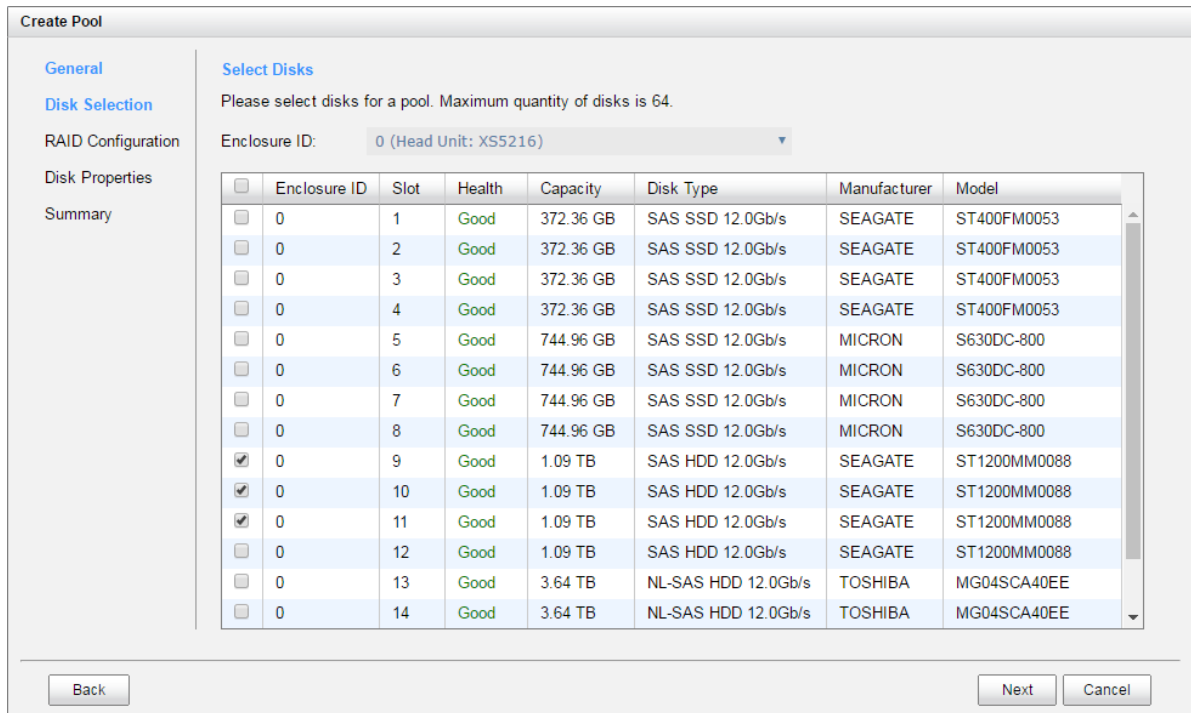 Create Pool
General
Disk Selection
RAID Configuration
Disk Properties
Summary
Select Disks
Please select disks for a pool. Maximum quantity of disks is 64.
Enclosure ID: 0 (Head Unit: XS5216)
Enclosure ID Slot Health Capacity Disk Type Manufacturer Model
0 1 Good 372.36 GB SAS SSD 12.0Gb/s SEAGATE ST400FM0053
0 2 Good 372.36 GB SAS SSD 12.0Gb/s SEAGATE ST400FM0053
0 3 Good 372.36 GB SAS SSD 12.0Gb/s SEAGATE ST400FM0053
0 4 Good 372.36 GB SAS SSD 12.0Gb/s SEAGATE ST400FM0053
0 5 Good 744.96 GB SAS SSD 12.0Gb/s MICRON S630DC-800
0 6 Good 744.96 GB SAS SSD 12.0Gb/s MICRON S630DC-800
0 7 Good 744.96 GB SAS SSD 12.0Gb/s MICRON S630DC-800
0 8 Good 744.96 GB SAS SSD 12.0Gb/s MICRON S630DC-800
0 9 Good 1.09 TB SAS HDD 12.0Gb/s SEAGATE ST1200MM0088
0 10 Good 1.09 TB SAS HDD 12.0Gb/s SEAGATE ST1200MM0088
0 11 Good 1.09 TB SAS HDD 12.0Gb/s SEAGATE ST1200MM0088
0 12 Good 1.09 TB SAS HDD 12.0Gb/s SEAGATE ST1200MM0088
0 13 Good 3.64 TB NL-SAS HDD 12.0Gb/s TOSHIBA MG04SCA40EE
0 14 Good 3.64 TB NL-SAS HDD 12.0Gb/s TOSHIBA MG04SCA40EE
Back Next Cancel